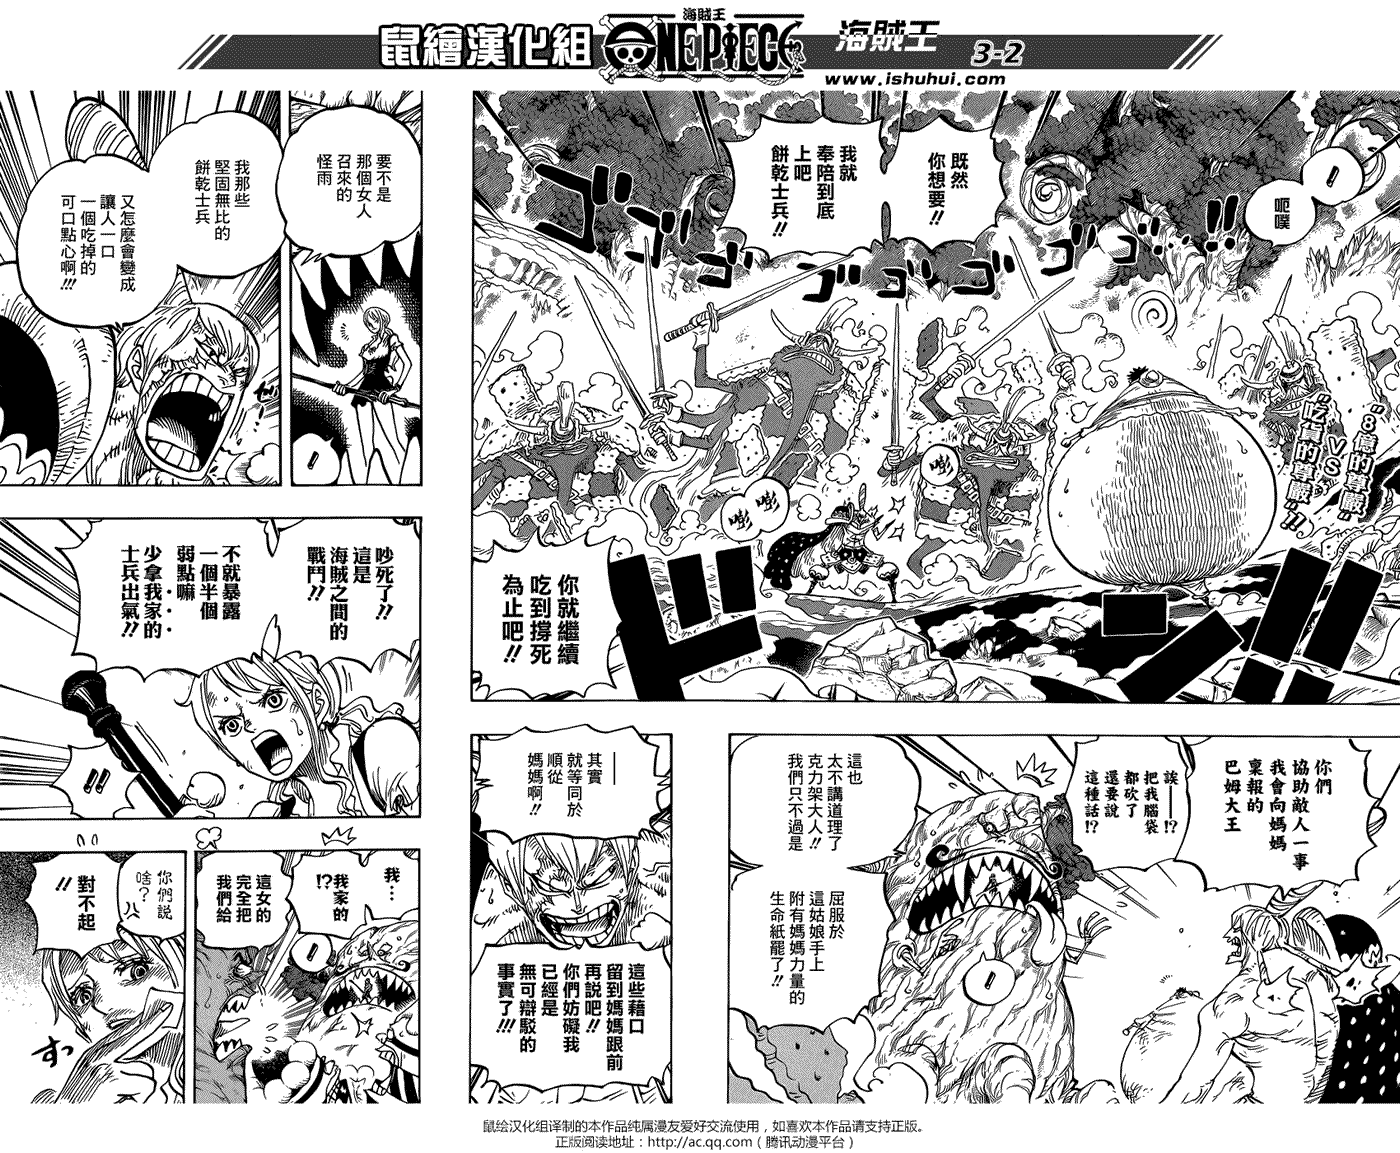 鼠繪漢化組
海賊王
ONE PIECE
海賊王
3-2
www.ishuhui.com
呃噗
既然
你想要!!
我就
奉陪到底
上吧
餅乾士兵!!
ゴゴゴゴゴゴゴゴ!!
“8億的尊嚴”
VS
“吃貨的尊嚴”!!
嘭
嘭
嘭
你就繼續
吃到撐死
為止吧!!
ドン!!
你們
協助敵人一事
我會向媽媽
稟報的
巴姆大王
誒——!?
把我腦袋
都砍了
還要說
這種話!?
這也
太不講道理了
克力架大人!!
我們只不過是
屈服於
這姑娘手上
附有媽媽力量的
生命紙罷了!!
其實——
就等同於
順從
媽媽啊!!
這些藉口
留到媽媽跟前
再說吧!!
你們妨礙我
已經是
無可辯駁的
事實了!!!
要不是
那個女人
召來的
怪雨
我那些
堅固無比的
餅乾士兵
又怎麼會變成
讓人一口
一個吃掉的
可口點心啊!!!
吵死了!!
這是
海賊之間的
戰鬥!!
不就暴露
一個半個
弱點嘛
少拿我家的
士兵出氣!!
!!
我…
我家的
!?
這女的
完全把
我們給
你們說
啥？
對不起
!!
すっ
鼠绘汉化组译制的本作品纯属漫友爱好交流使用，如喜欢本作品请支持正版。
正版阅读地址：http://ac.qq.com（腾讯动漫平台）